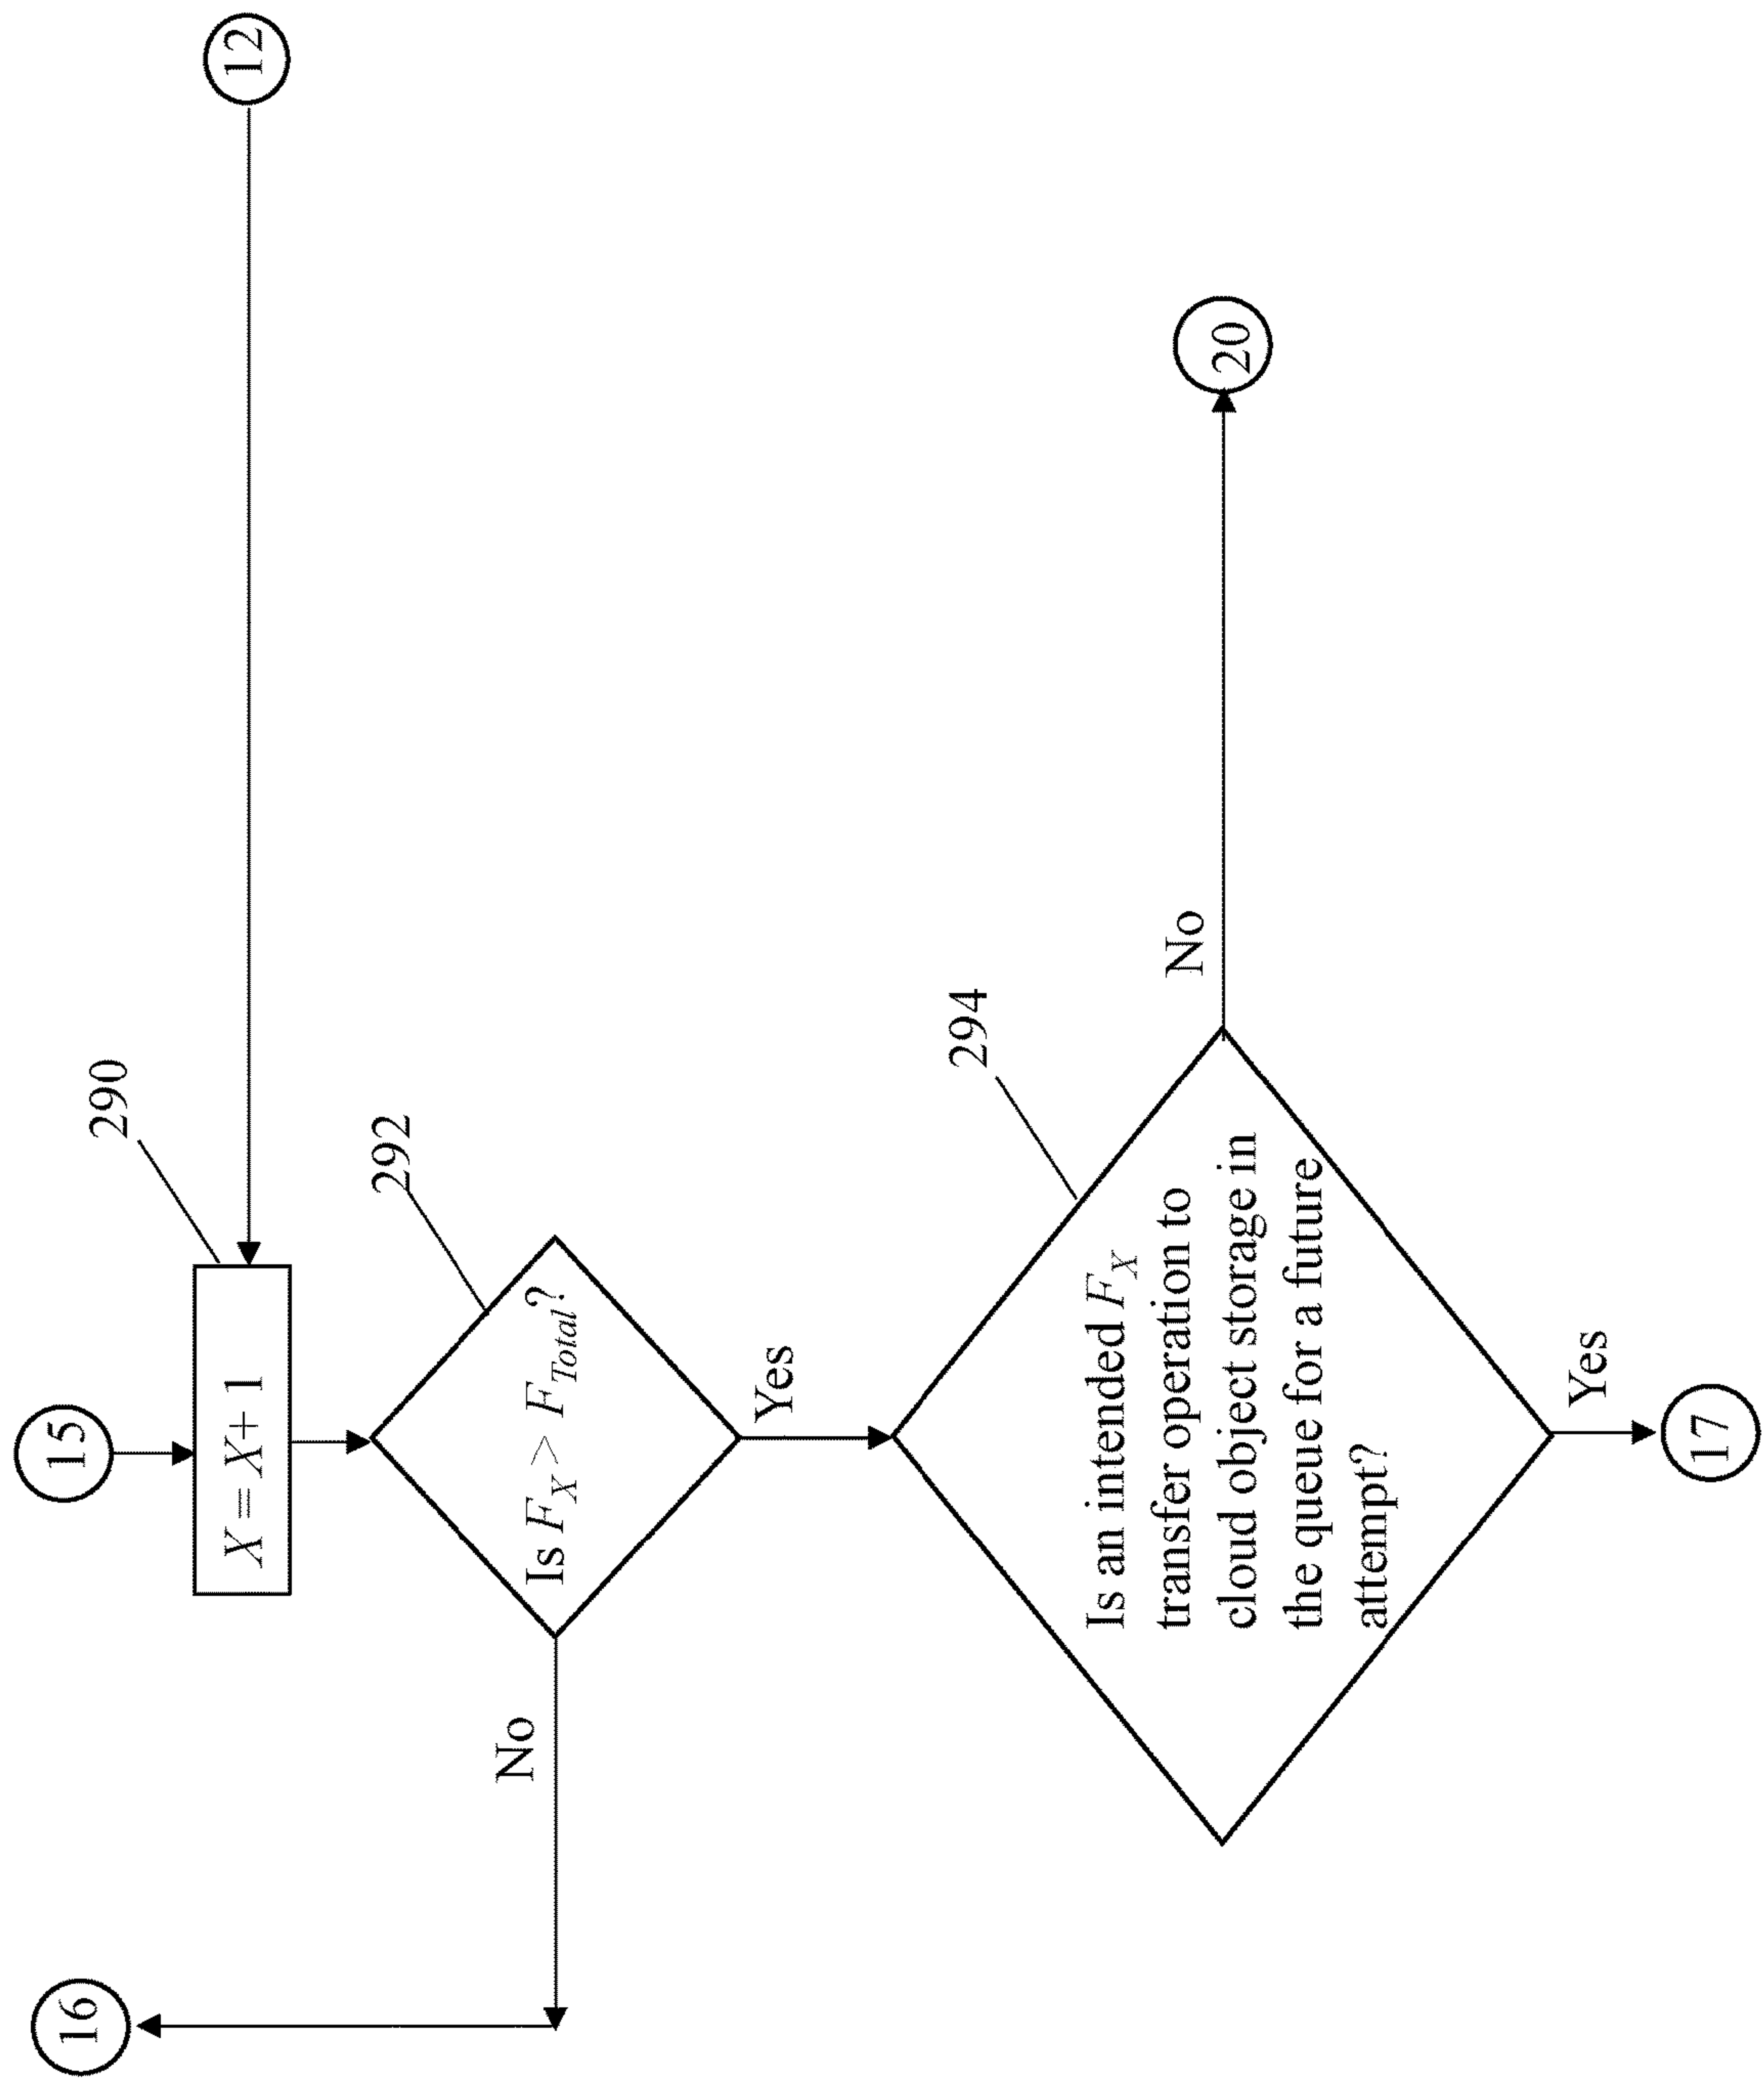 15
12
290
X = X+ 1
16
292
Is F_X > F_Total?
No
Yes
294
Is an intended F_X
transfer operation to
cloud object storage in
the queue for a future
attempt?
No
20
Yes
17